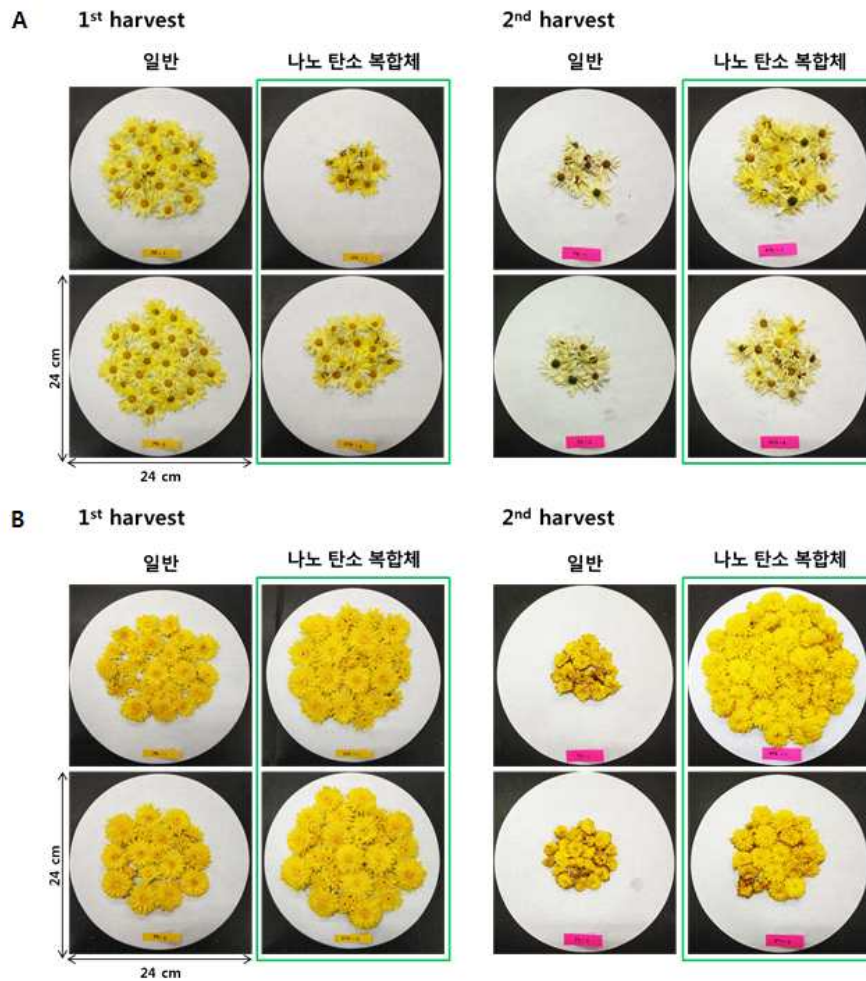 A
1st harvest
2nd harvest
일반
나노 탄소 복합체
일반
나노 탄소 복합체
24 cm
24 cm
B
1st harvest
2nd harvest
일반
나노 탄소 복합체
일반
나노 탄소 복합체
24 cm
24 cm